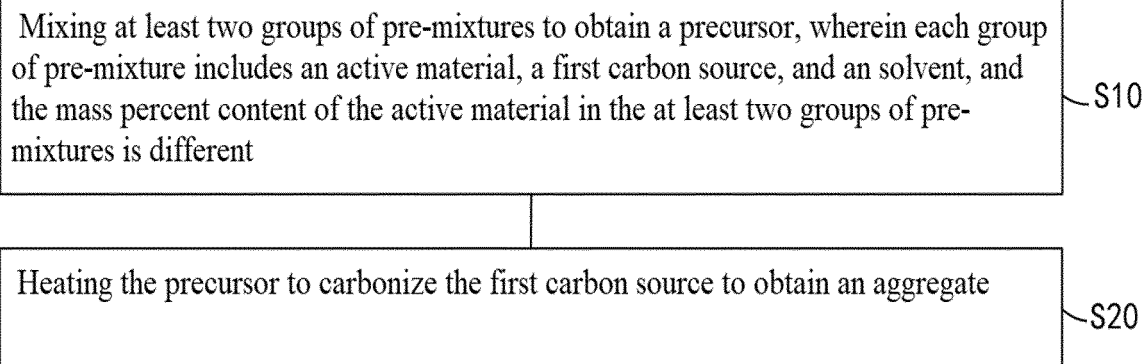 Mixing at least two groups of pre-mixtures to obtain a precursor, wherein each group
of pre-mixture includes an active material, a first carbon source, and an solvent, and
the mass percent content of the active material in the at least two groups of pre-
mixtures is different
S10
Heating the precursor to carbonize the first carbon source to obtain an aggregate
S20